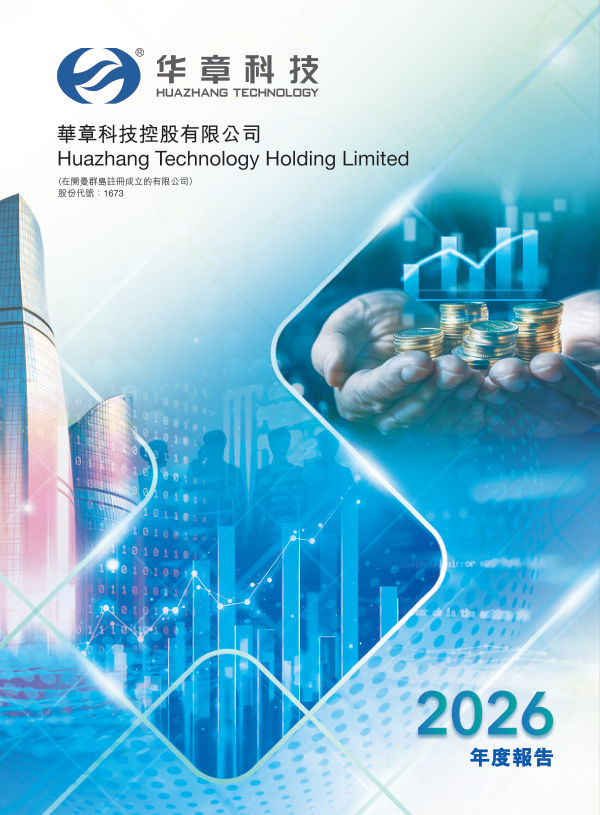 华章科技®
HUAZHANG TECHNOLOGY
華章科技控股有限公司
Huazhang Technology Holding Limited
(在開曼群島註冊成立的有限公司)
股份代號：1673
2026
年度報告